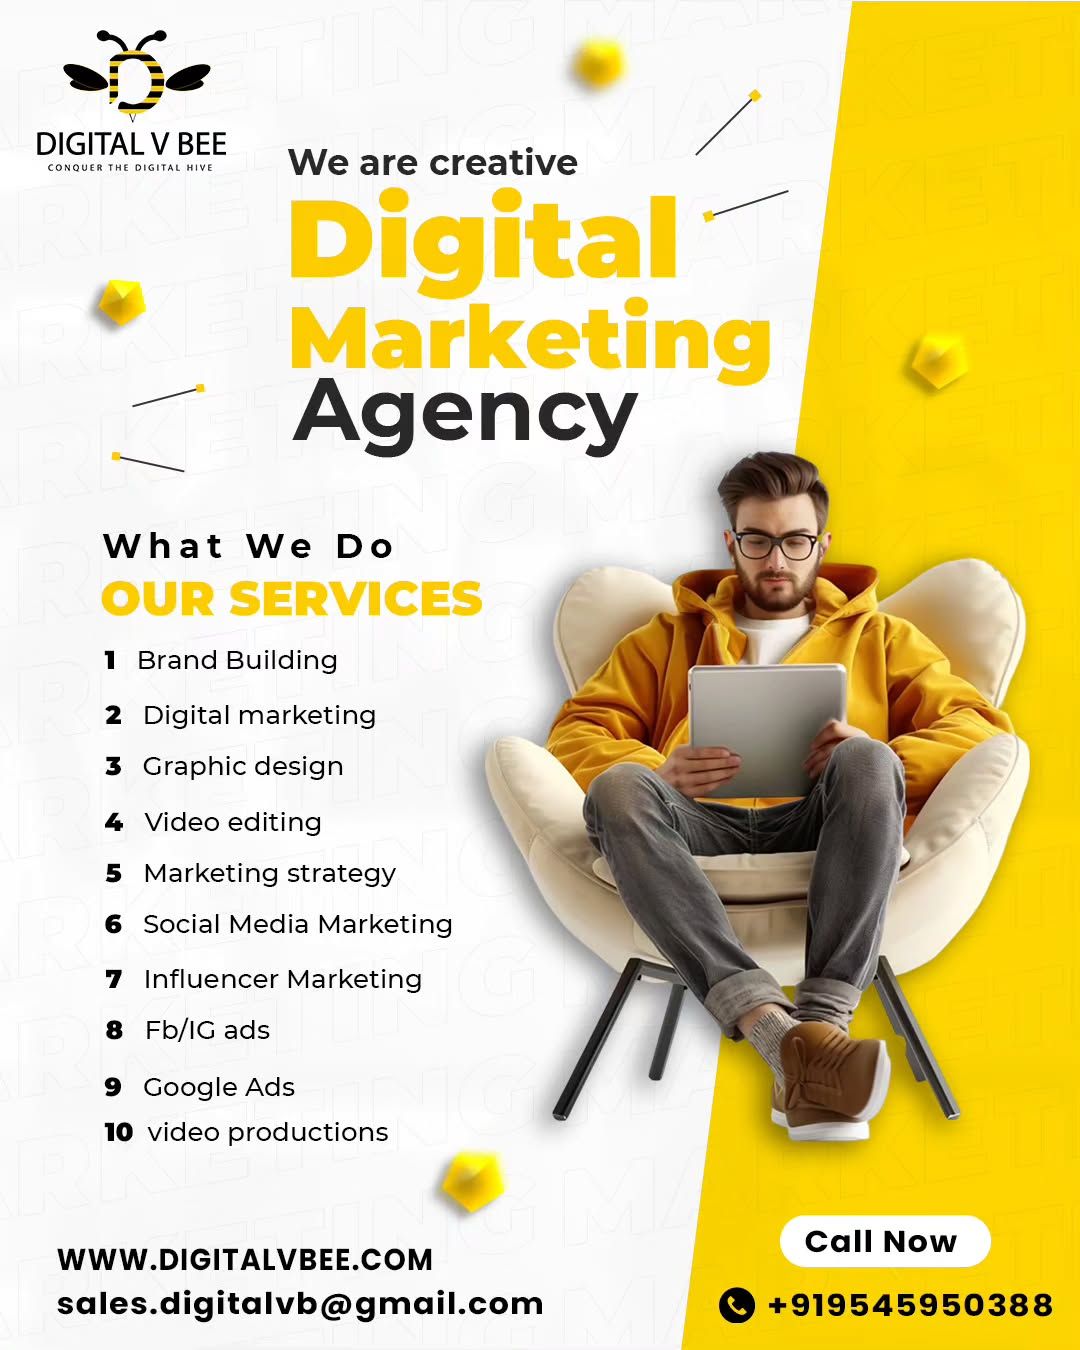 DIGITAL V BEE
CONQUER THE DIGITAL HIVE
We are creative
Digital
Marketing
Agency
What We Do
OUR SERVICES
1 Brand Building
2 Digital marketing
3 Graphic design
4 Video editing
5 Marketing strategy
6 Social Media Marketing
7 Influencer Marketing
8 Fb/IG ads
9 Google Ads
10 video productions
WWW.DIGITALVBEE.COM
sales.digitalvb@gmail.com
Call Now
+919545950388